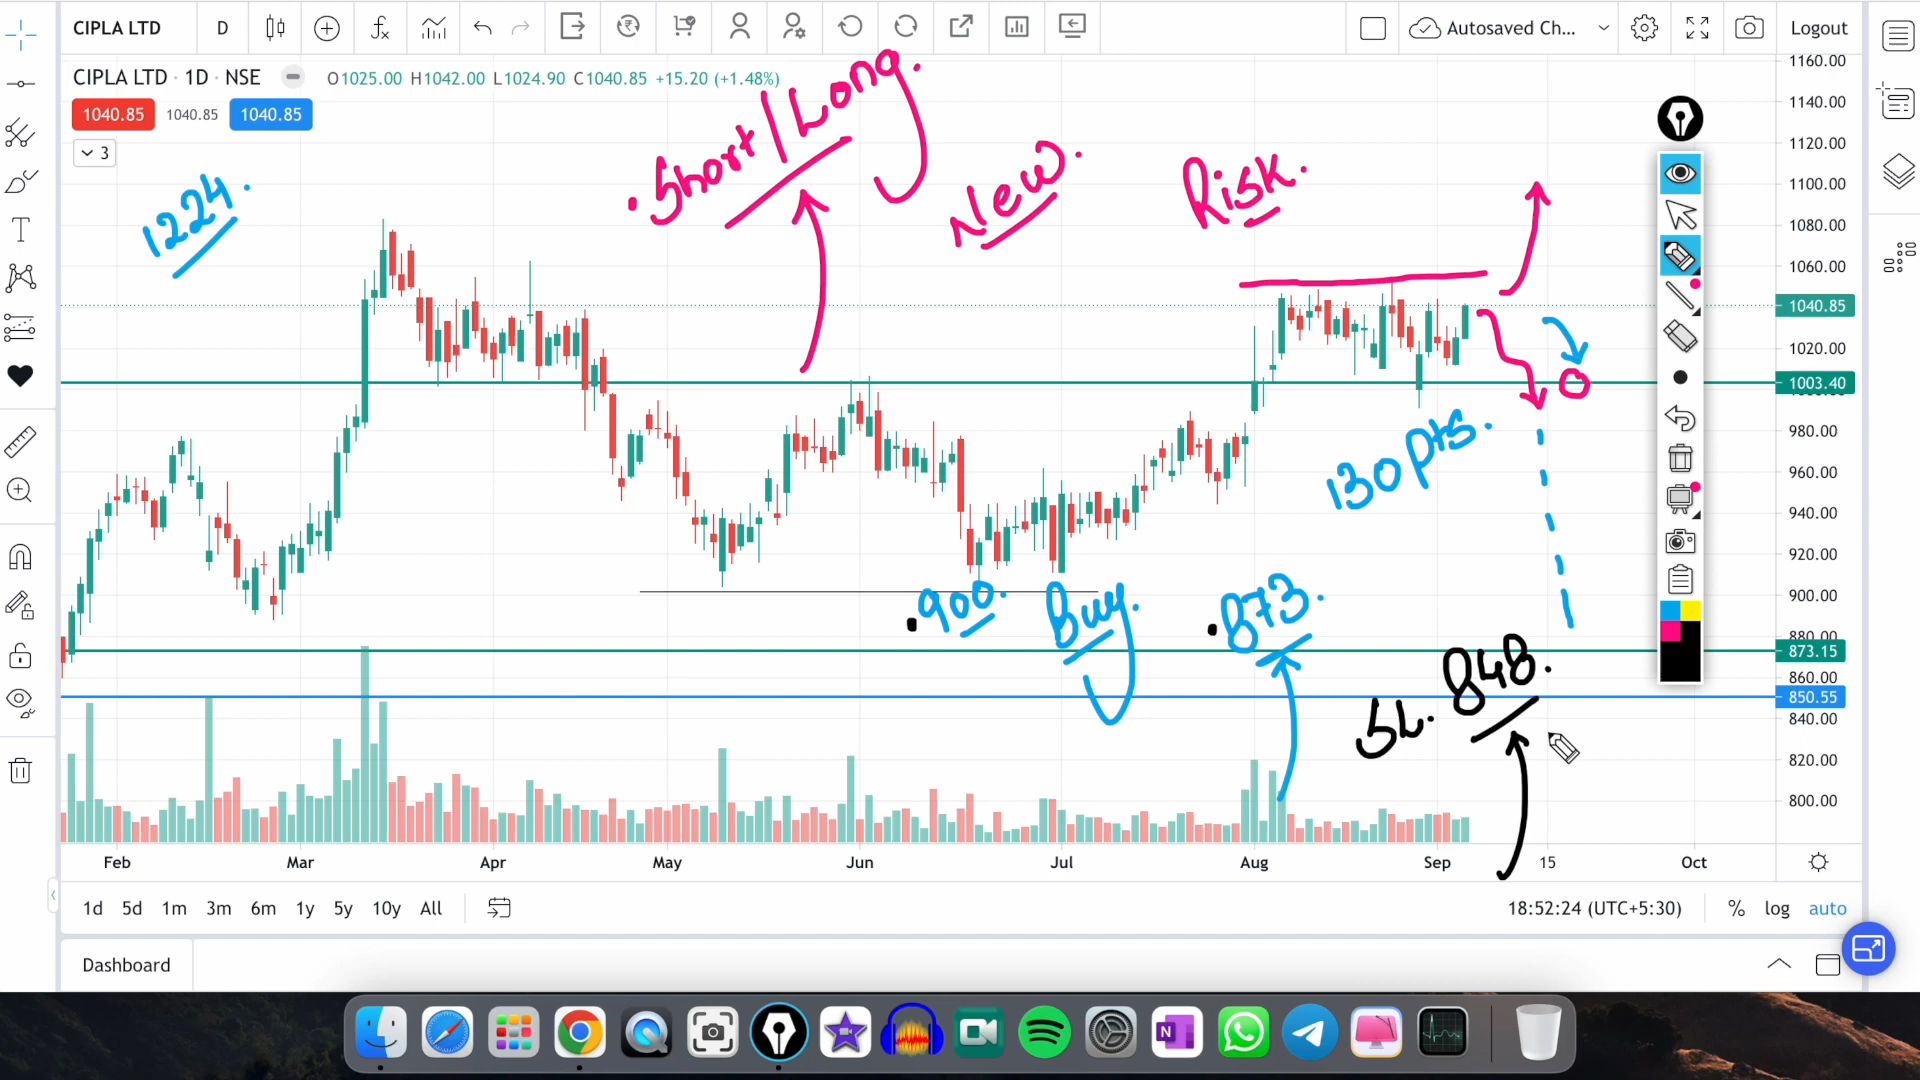 CIPLA LTD D Autosaved Ch... Logout
CIPLA LTD · 1D · NSE O1025.00 H1042.00 L1024.90 C1040.85 +15.20 (+1.48%)
1040.85 1040.85 1040.85
3
.Short/Long.
New.
Risk.
1224.
130 pts.
.900.
Buy.
.873.
SL. 848.
1160.00
1140.00
1120.00
1100.00
1080.00
1060.00
1040.85
1020.00
1003.40
980.00
960.00
940.00
920.00
900.00
880.00
873.15
860.00
850.55
840.00
820.00
800.00
Feb Mar Apr May Jun Jul Aug Sep 15 Oct
1d 5d 1m 3m 6m 1y 5y 10y All 18:52:24 (UTC+5:30) % log auto
Dashboard